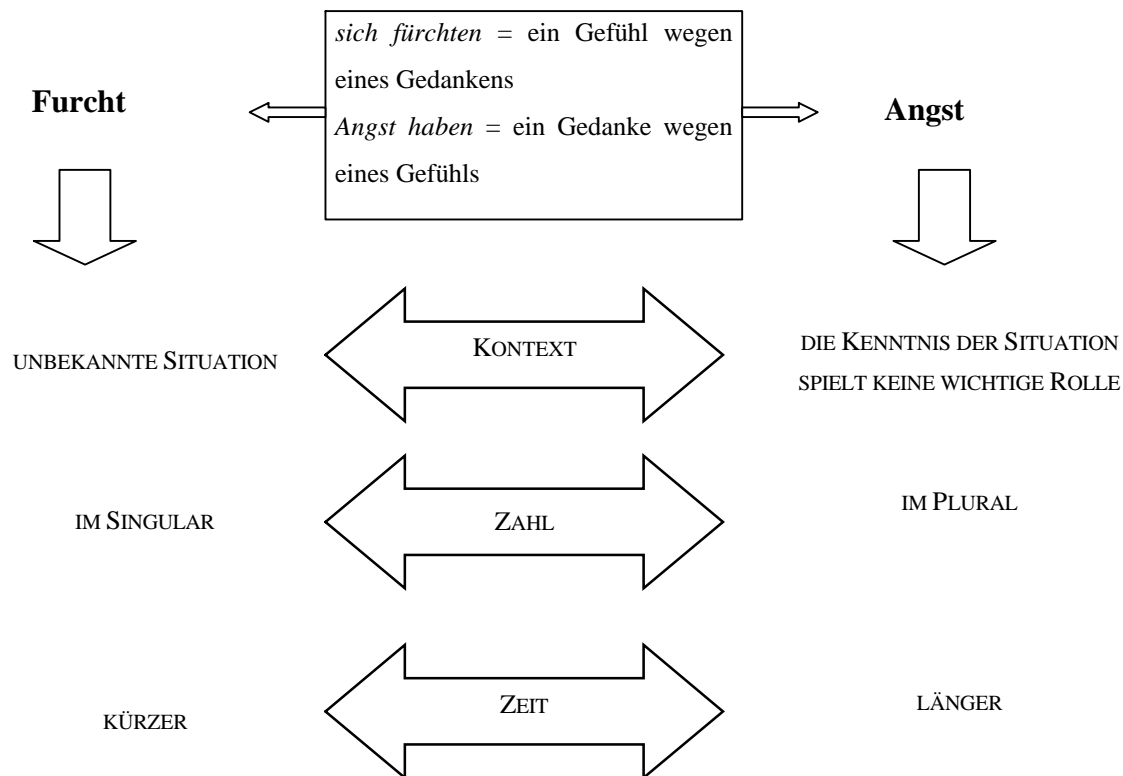 sich fürchten = ein Gefühl wegen
eines Gedankens
Angst haben = ein Gedanke wegen
eines Gefühls
Furcht
Angst
UNBEKANNTE SITUATION
KONTEXT
DIE KENNTNIS DER SITUATION
SPIELT KEINE WICHTIGE ROLLE
IM SINGULAR
ZAHL
IM PLURAL
KÜRZER
ZEIT
LÄNGER